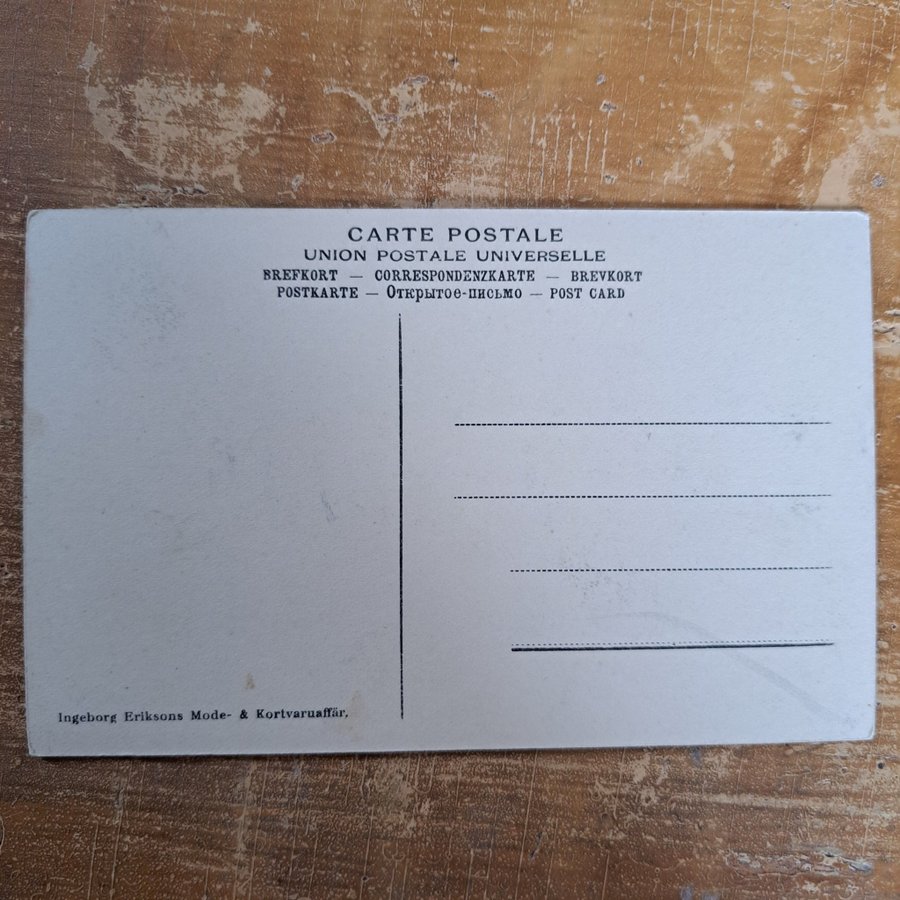 CARTE POSTALE
UNION POSTALE UNIVERSELLE
BREFKORT — CORRESPONDENZKARTE — BREVKORT
POSTKARTE — Открытое-письмо — POST CARD
Ingeborg Eriksons Mode- & Kortvaruaffär.